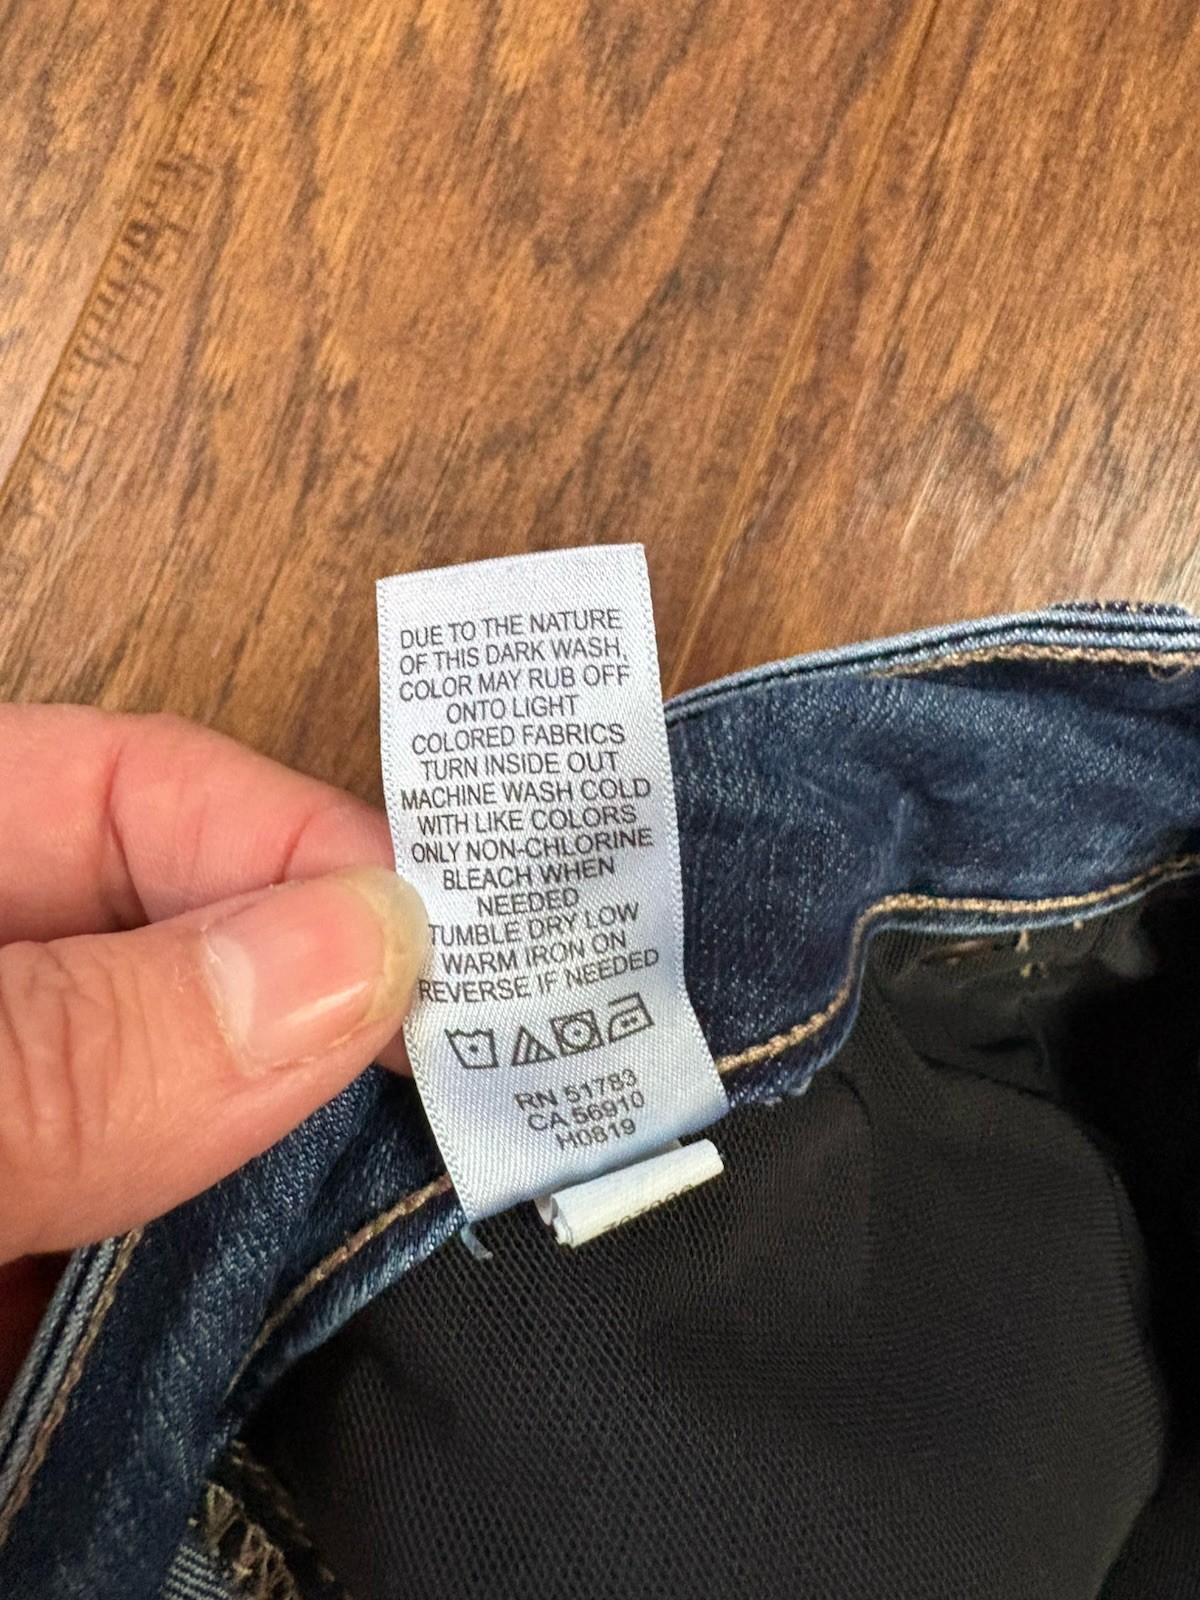 DUE TO THE NATURE
OF THIS DARK WASH,
COLOR MAY RUB OFF
ONTO LIGHT
COLORED FABRICS
TURN INSIDE OUT
MACHINE WASH COLD
WITH LIKE COLORS
ONLY NON-CHLORINE
BLEACH WHEN
NEEDED
TUMBLE DRY LOW
WARM IRON ON
REVERSE IF NEEDED
RN 51783
CA 56910
H0819